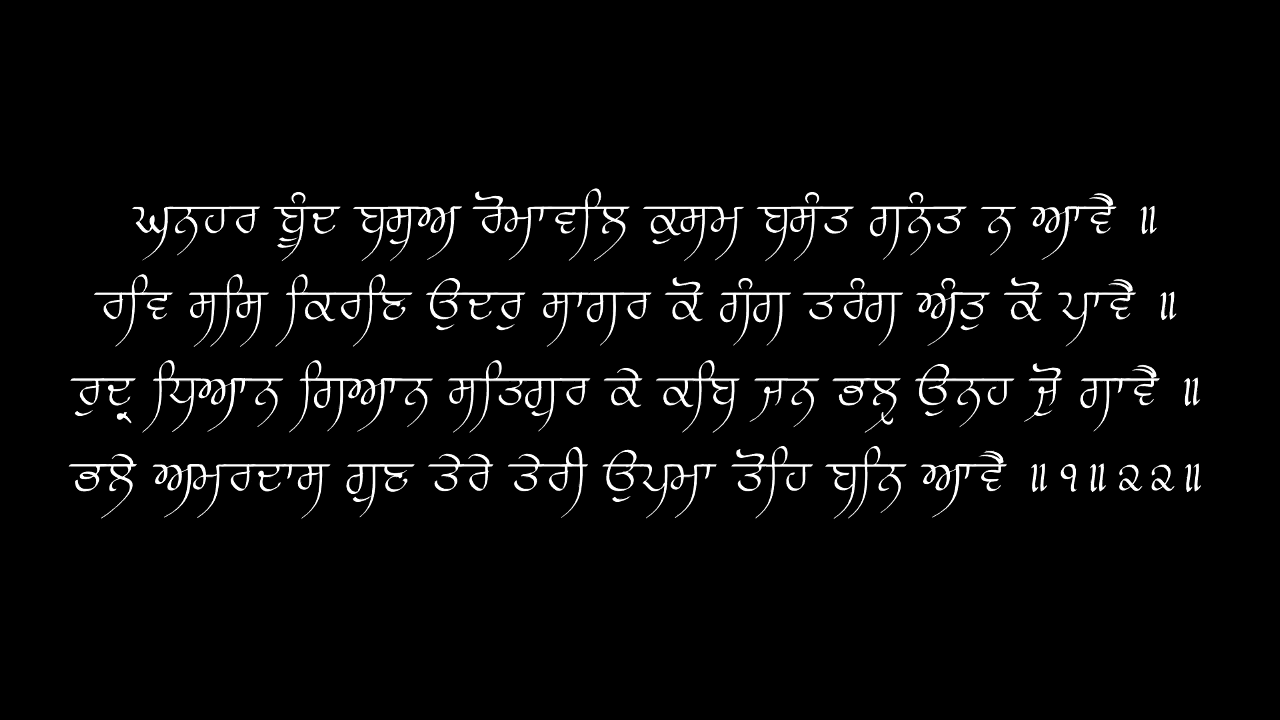 ਘਨਹਰ ਬੂੰਦ ਬਸੁਅ ਰੋਮਾਵਲਿ ਕੁਸਮ ਬਸੰਤ ਗਨੰਤ ਨ ਆਵੈ ॥
ਰਵਿ ਸਸਿ ਕਿਰਣਿ ਉਦਰੁ ਸਾਗਰ ਕੋ ਗੰਗ ਤਰੰਗ ਅੰਤੁ ਕੋ ਪਾਵੈ ॥
ਰੁਦ੍ਰ ਧਿਆਨ ਗਿਆਨ ਸਤਿਗੁਰ ਕੇ ਕਬਿ ਜਨ ਭਲੵ ਉਨਹ ਜੋੁ ਗਾਵੈ ॥
ਭਲੇ ਅਮਰਦਾਸ ਗੁਣ ਤੇਰੇ ਤੇਰੀ ਉਪਮਾ ਤੋਹਿ ਬਨਿ ਆਵੈ ॥੧॥੨੨॥